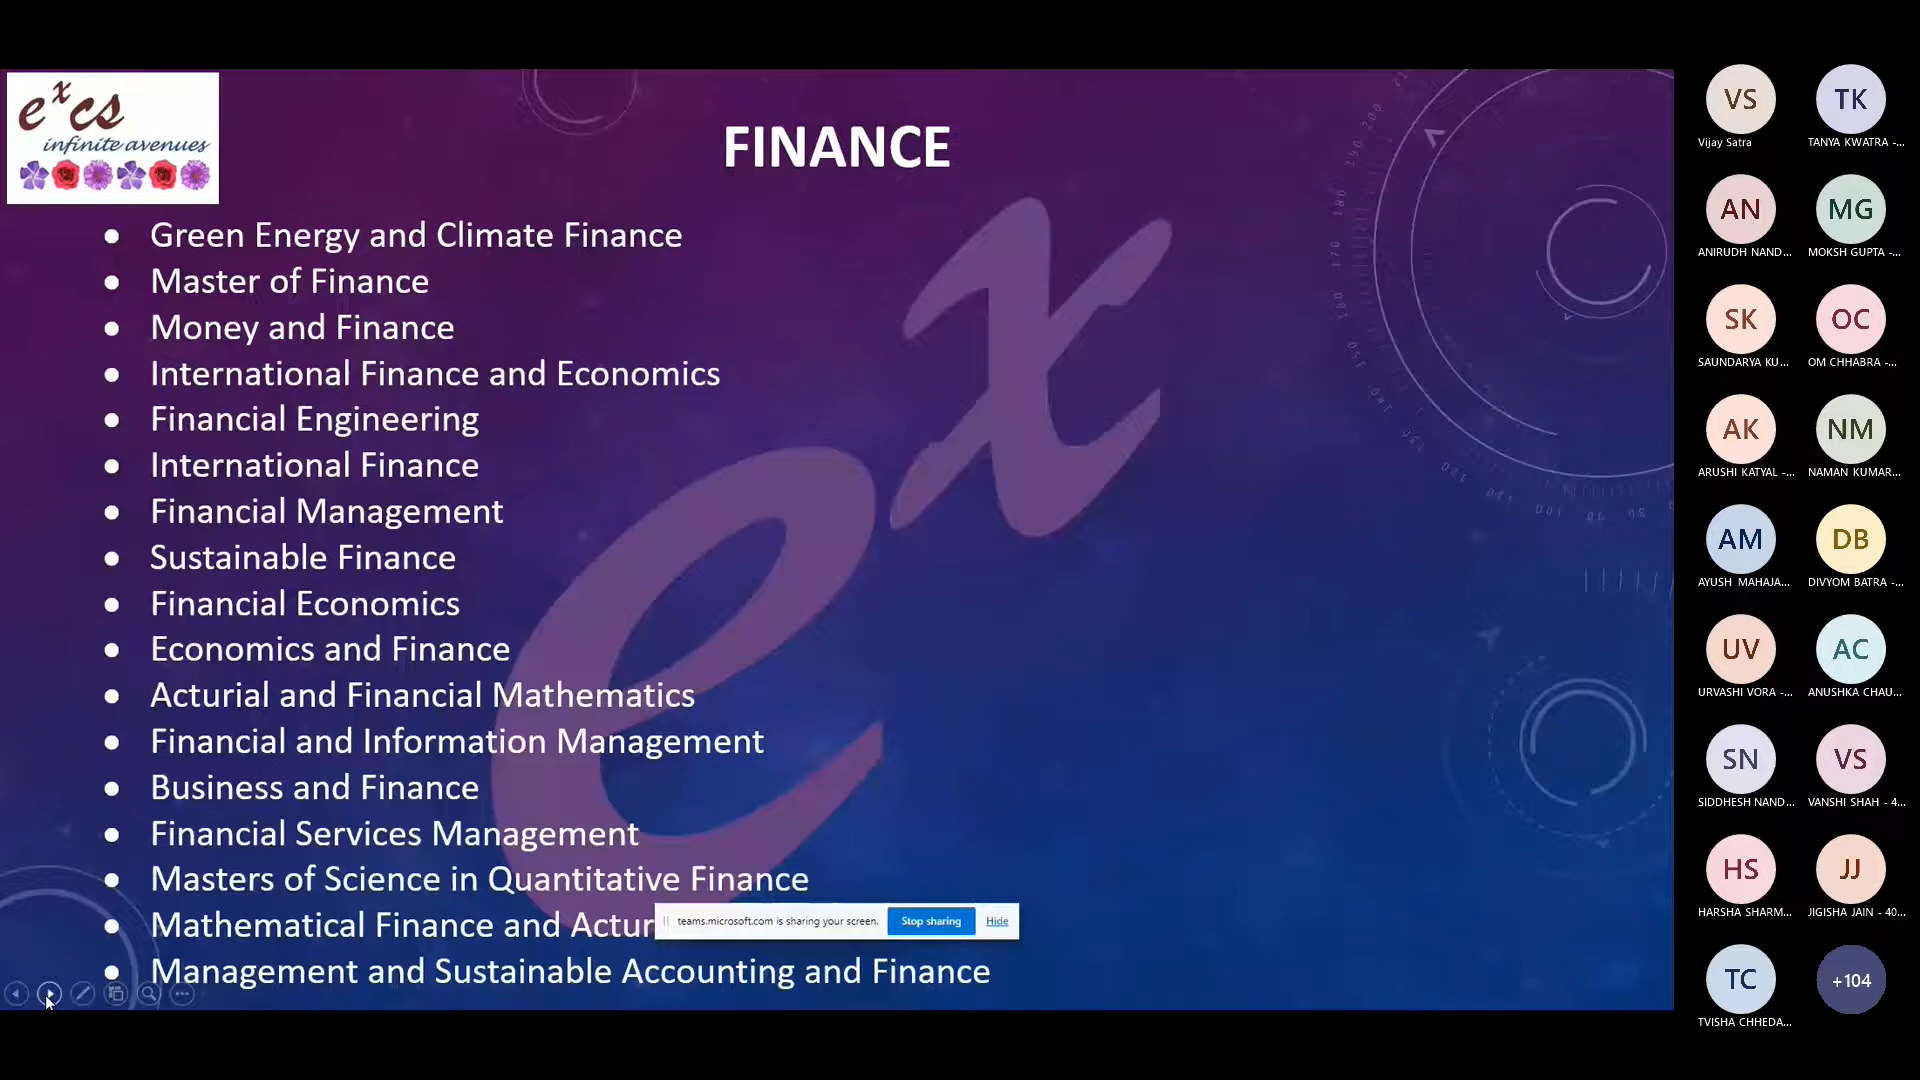 e^x cs
infinite avenues
FINANCE
• Green Energy and Climate Finance
• Master of Finance
• Money and Finance
• International Finance and Economics
• Financial Engineering
• International Finance
• Financial Management
• Sustainable Finance
• Financial Economics
• Economics and Finance
• Acturial and Financial Mathematics
• Financial and Information Management
• Business and Finance
• Financial Services Management
• Masters of Science in Quantitative Finance
• Mathematical Finance and Actur
• Management and Sustainable Accounting and Finance
e^x
teams.microsoft.com is sharing your screen. Stop sharing Hide
VS TK
Vijay Satra TANYA KWATRA -...
AN MG
ANIRUDH NAND... MOKSH GUPTA -...
SK OC
SAUNDARYA KU... OM CHHABRA -...
AK NM
ARUSHI KATYAL -... NAMAN KUMAR...
AM DB
AYUSH MAHAJA... DIVYOM BATRA -...
UV AC
URVASHI VORA -... ANUSHKA CHAU...
SN VS
SIDDHESH NAND... VANSHI SHAH - 4...
HS JJ
HARSHA SHARM... JIGISHA JAIN - 40...
TC +104
TVISHA CHHEDA...